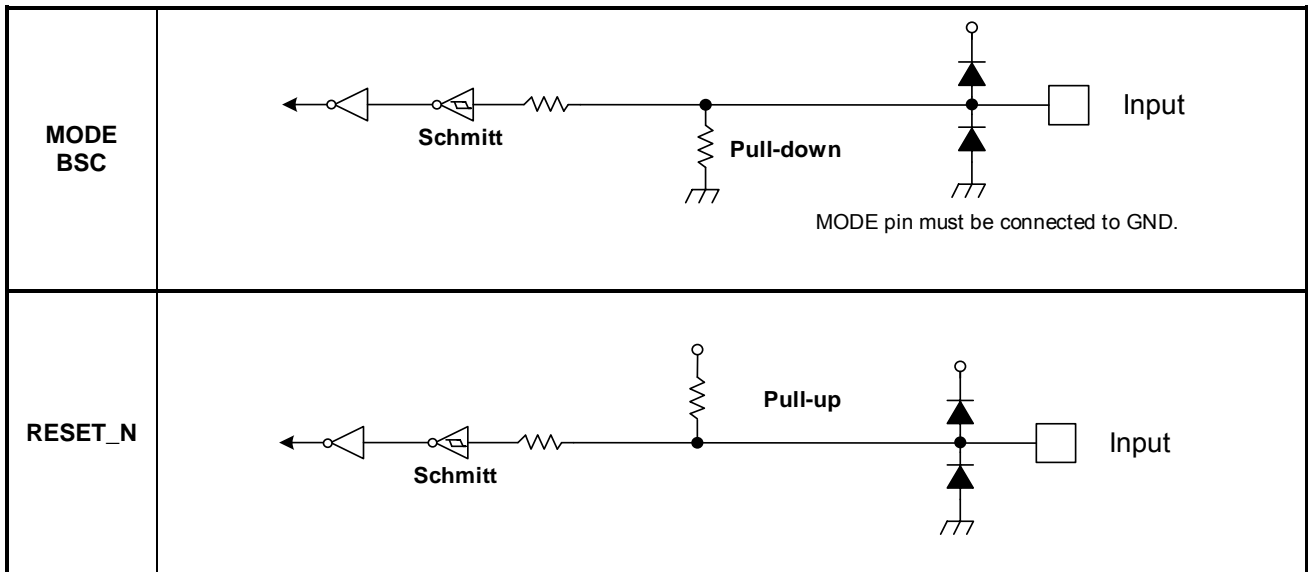 MODE
BSC
Schmitt
Pull-down
Input
MODE pin must be connected to GND.
RESET_N
Schmitt
Pull-up
Input